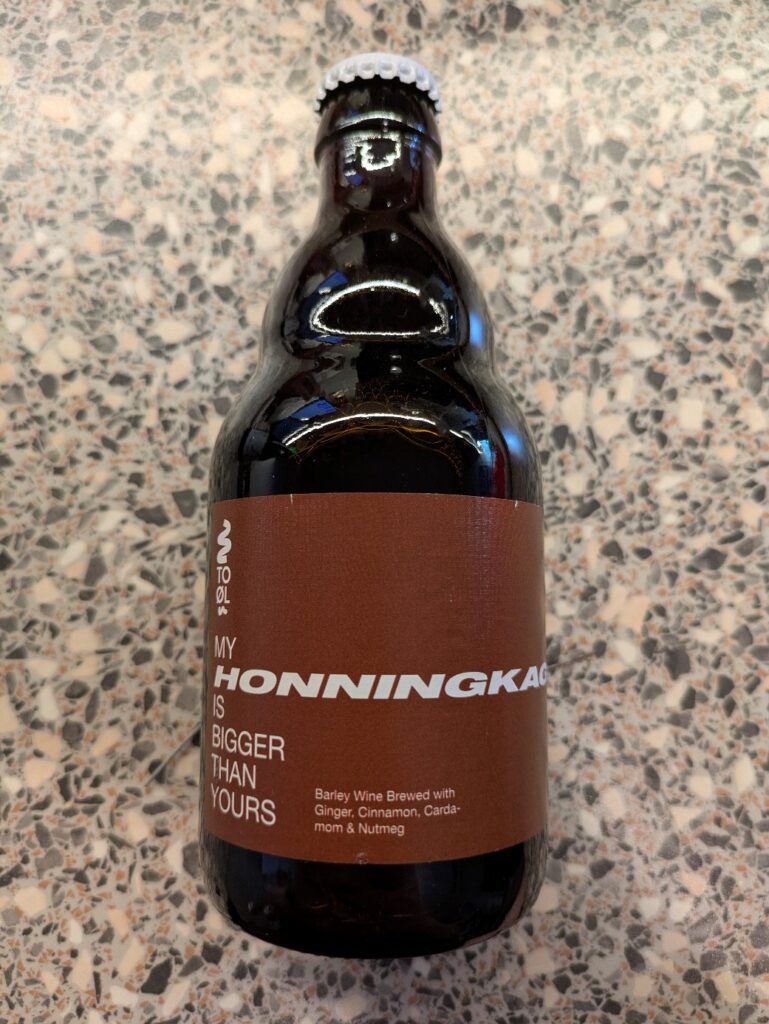 TO
ØL
MY
HONNINGKAG
IS
BIGGER
THAN
YOURS
Barley Wine Brewed with
Ginger, Cinnamon, Carda-
mom & Nutmeg